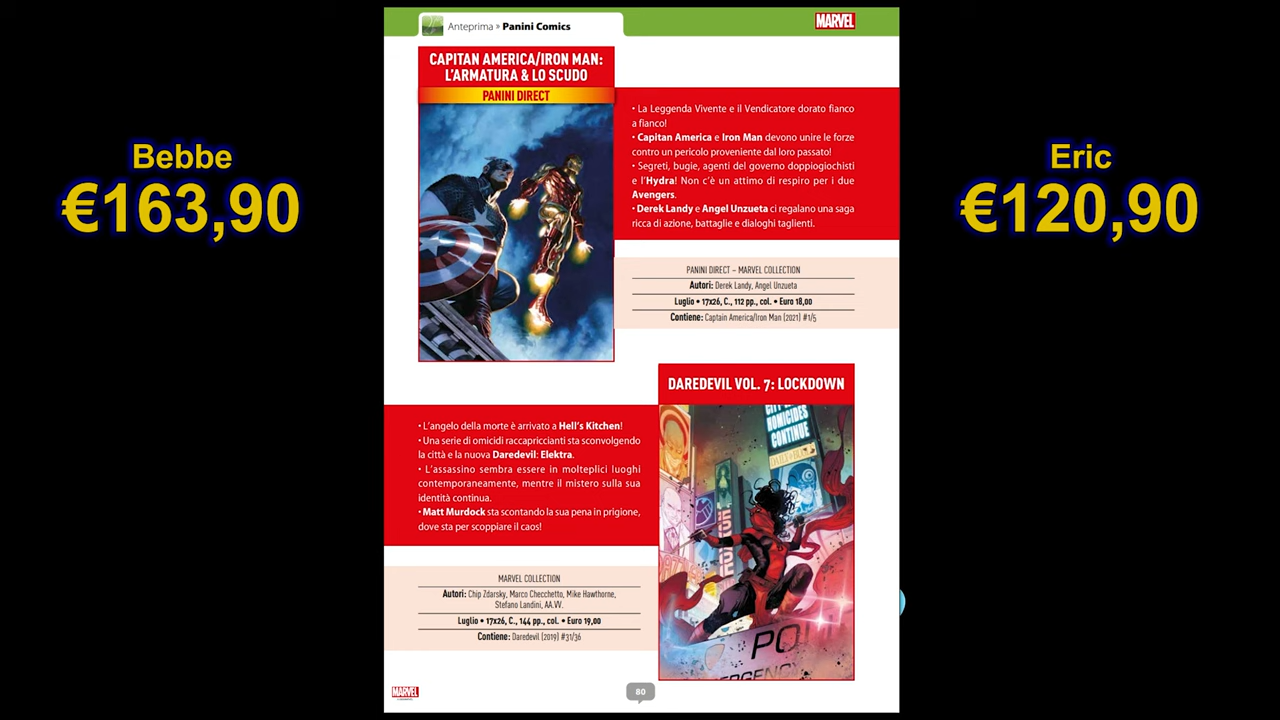 Anteprima » Panini Comics
MARVEL
CAPITAN AMERICA/IRON MAN:
L'ARMATURA & LO SCUDO
PANINI DIRECT
• La Leggenda Vivente e il Vendicatore dorato fianco
a fianco!
• Capitan America e Iron Man devono unire le forze
contro un pericolo proveniente dal loro passato!
• Segreti, bugie, agenti del governo doppiogiochisti
e l'Hydra! Non c'è un attimo di respiro per i due
Avengers.
• Derek Landy e Angel Unzueta ci regalano una saga
ricca di azione, battaglie e dialoghi taglienti.
Bebbe
€163,90
Eric
€120,90
PANINI DIRECT – MARVEL COLLECTION
Autori: Derek Landy, Angel Unzueta
Luglio • 17x26, C., 112 pp., col. • Euro 18,00
Contiene: Captain America/Iron Man (2021) #1/5
DAREDEVIL VOL. 7: LOCKDOWN
• L'angelo della morte è arrivato a Hell's Kitchen!
• Una serie di omicidi raccapriccianti sta sconvolgendo
la città e la nuova Daredevil: Elektra.
• L'assassino sembra essere in molteplici luoghi
contemporaneamente, mentre il mistero sulla sua
identità continua.
• Matt Murdock sta scontando la sua pena in prigione,
dove sta per scoppiare il caos!
HOMICIDES
CONTINUE
MARVEL COLLECTION
Autori: Chip Zdarsky, Marco Checchetto, Mike Hawthorne,
Stefano Landini, AA.VV.
Luglio • 17x26, C., 144 pp., col. • Euro 19,00
Contiene: Daredevil (2019) #31/36
PO
ERGENCY
MARVEL
80